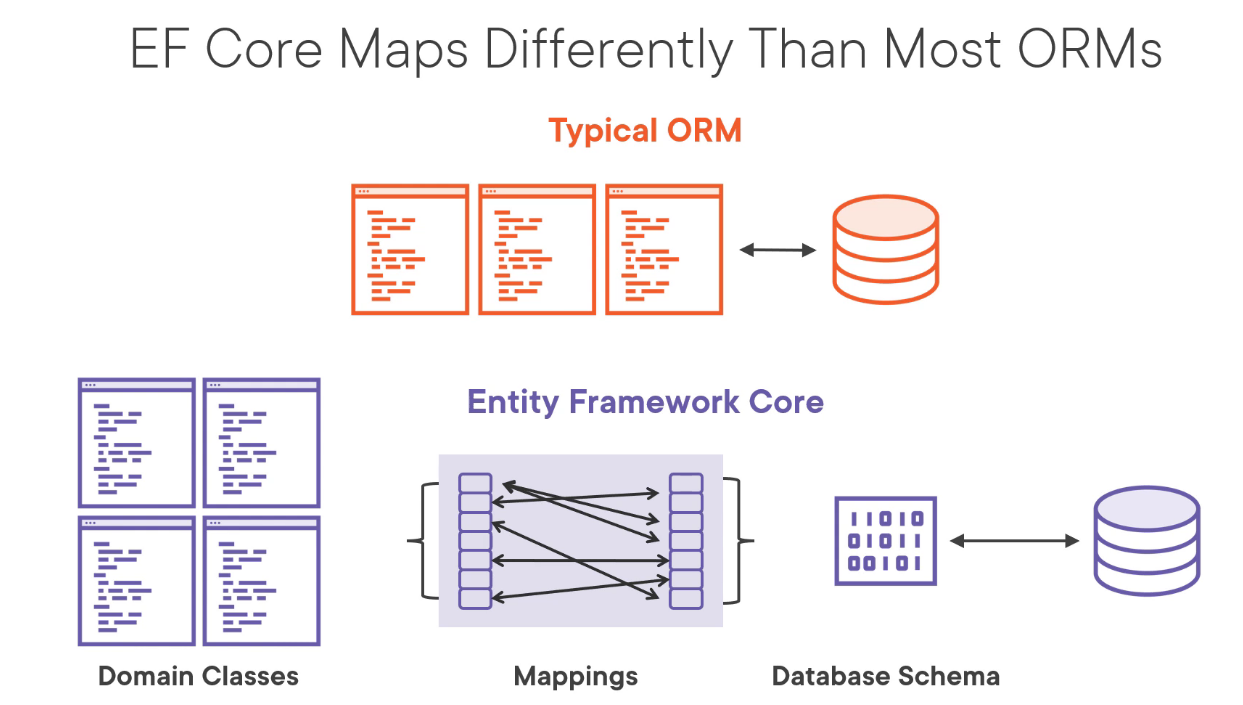 EF Core Maps Differently Than Most ORMs
Typical ORM
Entity Framework Core
11010
01011
00101
Domain Classes
Mappings
Database Schema